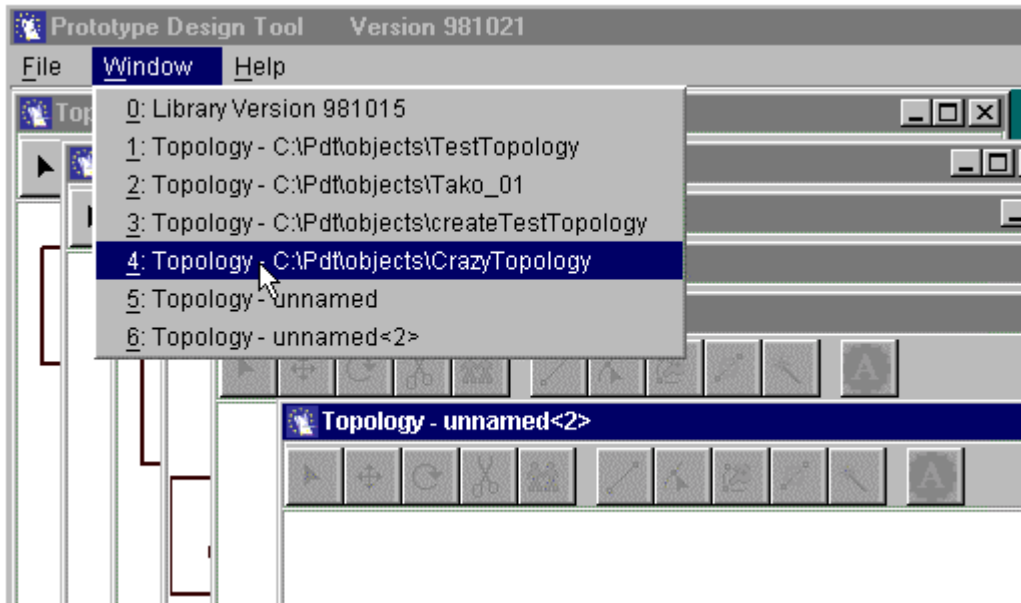 Prototype Design Tool Version 981021
File Window Help
Top
0: Library Version 981015
1: Topology - C:\Pdt\objects\TestTopology
2: Topology - C:\Pdt\objects\Tako_01
3: Topology - C:\Pdt\objects\createTestTopology
4: Topology - C:\Pdt\objects\CrazyTopology
5: Topology - unnamed
6: Topology - unnamed<2>
A
Topology - unnamed<2>
A